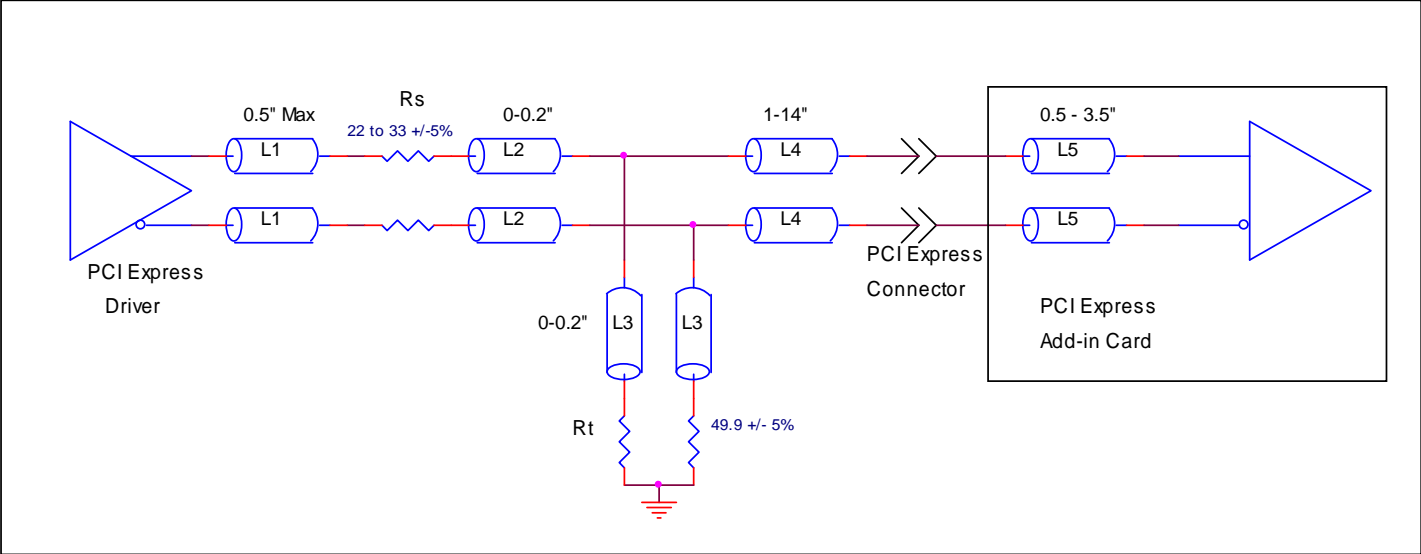 Rs
0.5" Max
0-0.2"
1-14"
0.5 - 3.5"
22 to 33 +/-5%
L1
L2
L4
L5
L1
L2
L4
L5
PCI Express
Driver
PCI Express
Connector
PCI Express
Add-in Card
0-0.2"
L3
L3
Rt
49.9 +/- 5%